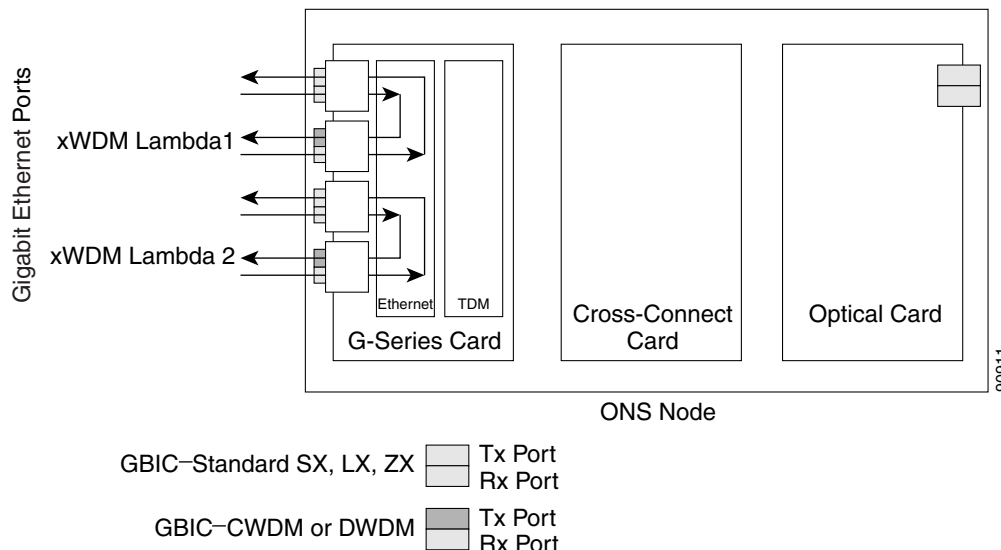 Gigabit Ethernet Ports
xWDM Lambda1
xWDM Lambda 2
Ethernet
TDM
G-Series Card
Cross-Connect
Card
Optical Card
ONS Node
GBIC–Standard SX, LX, ZX
Tx Port
Rx Port
GBIC–CWDM or DWDM
Tx Port
Rx Port